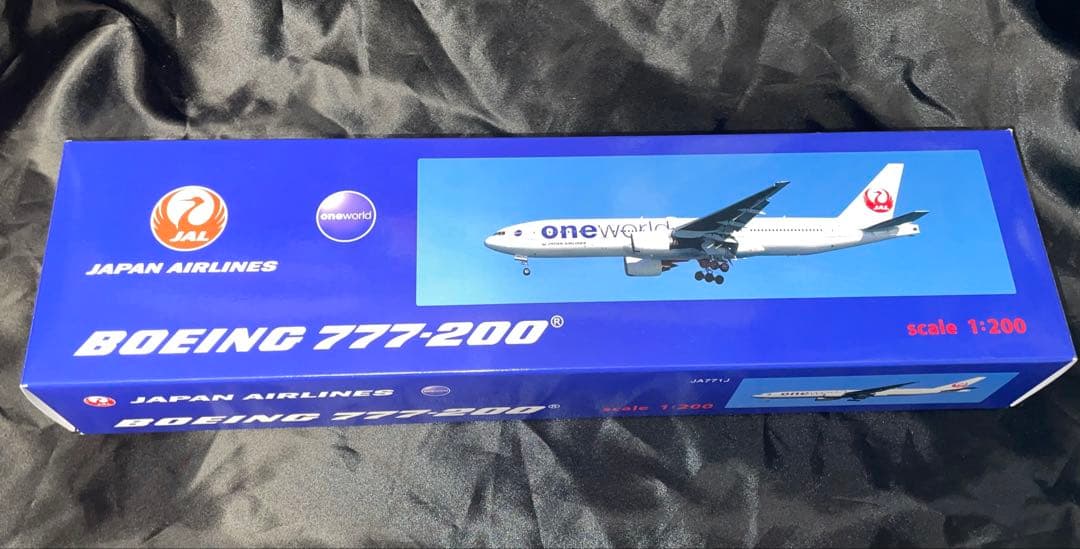 JAL
JAPAN AIRLINES
oneworld
oneworld
JAPAN AIRLINES
JAL
BOEING 777-200®
scale 1:200
JAPAN AIRLINES
JA771J
BOEING 777-200®
scale 1:200